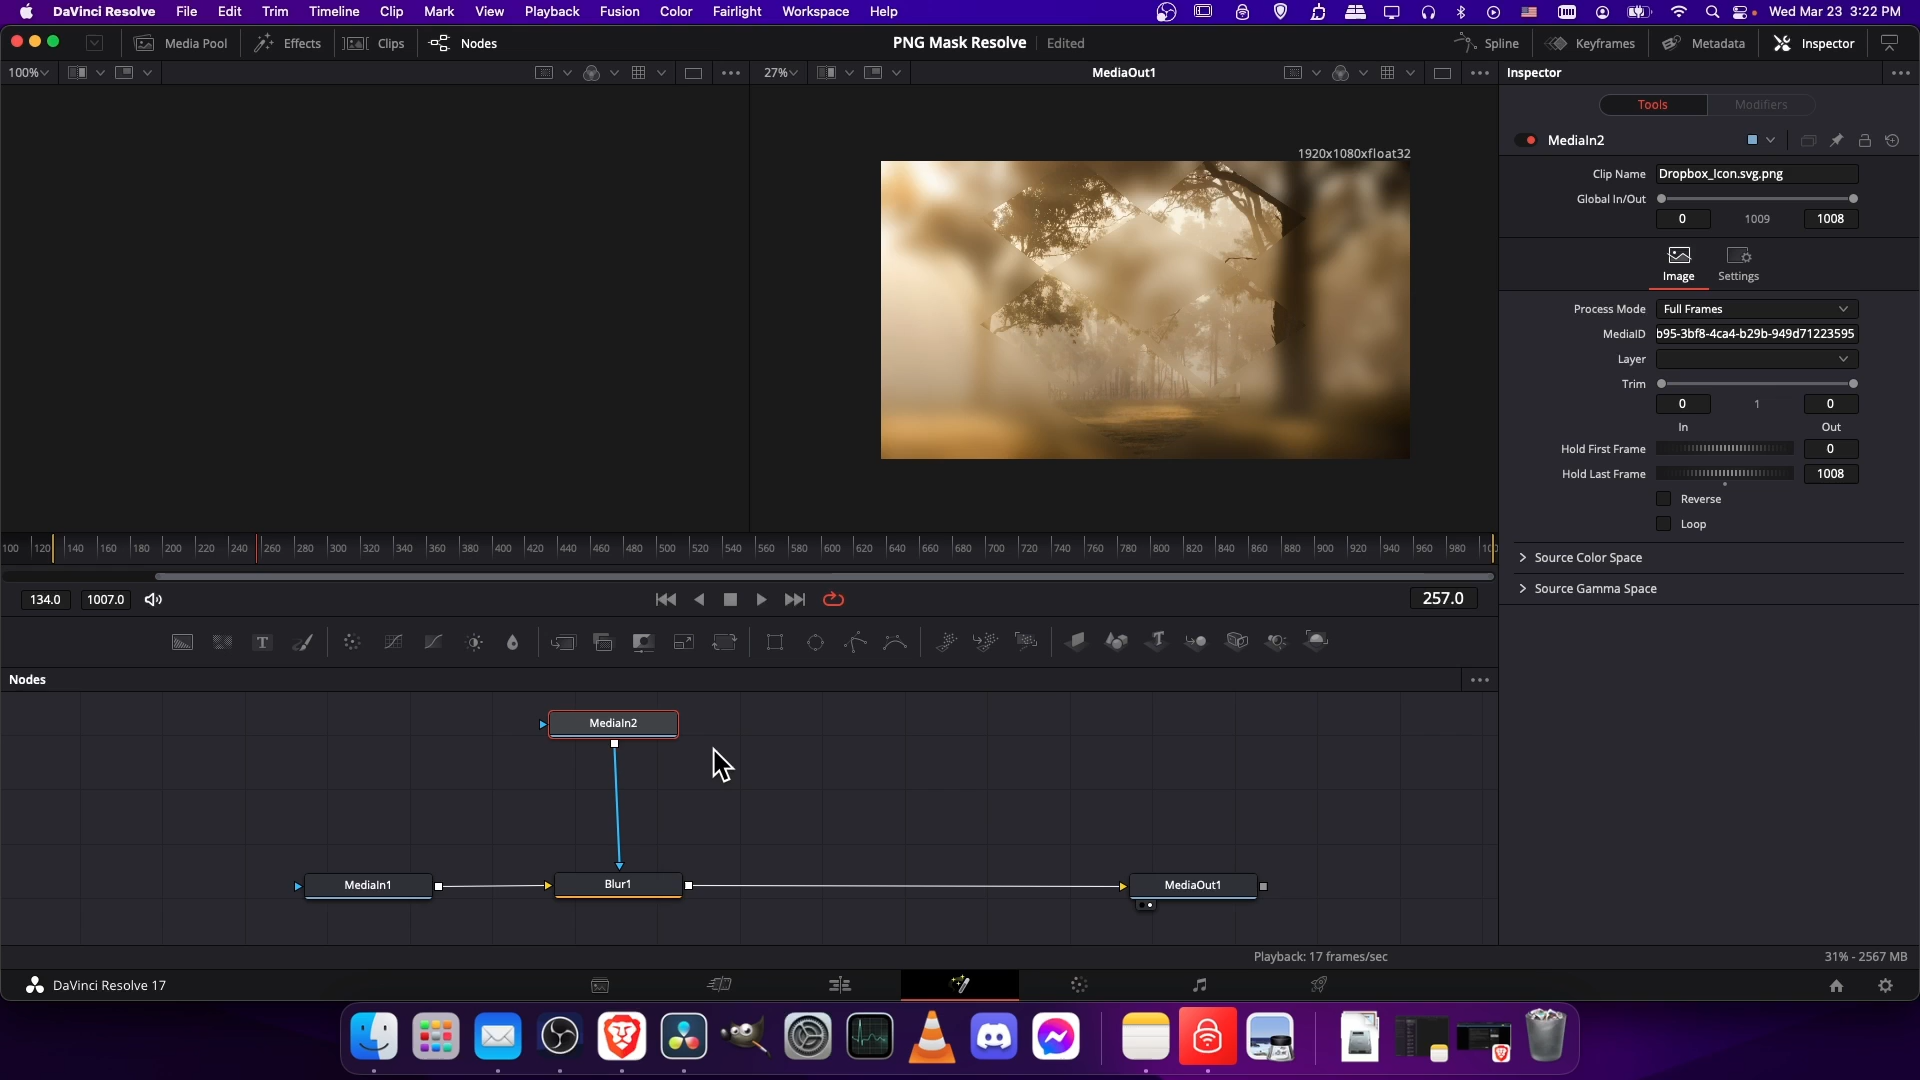 DaVinci Resolve File Edit Trim Timeline Clip Mark View Playback Fusion Color Fairlight Workspace Help Wed Mar 23 3:22 PM
Media Pool Effects Clips Nodes PNG Mask Resolve Edited Spline Keyframes Metadata Inspector
100% 27% MediaOut1 Inspector
Tools Modifiers
MediaIn2
1920x1080xfloat32
Clip Name Dropbox_Icon.svg.png
Global In/Out
0 1009 1008
Image Settings
Process Mode Full Frames
MediaID b95-3bf8-4ca4-b29b-949d71223595
Layer
Trim
0 1 0
In Out
Hold First Frame 0
Hold Last Frame 1008
Reverse
Loop
100 120 140 160 180 200 220 240 260 280 300 320 340 360 380 400 420 440 460 480 500 520 540 560 580 600 620 640 660 680 700 720 740 760 780 800 820 840 860 880 900 920 940 960 980
Source Color Space
Source Gamma Space
134.0 1007.0 257.0
Nodes
MediaIn2
MediaIn1 Blur1 MediaOut1
Playback: 17 frames/sec 31% - 2567 MB
DaVinci Resolve 17